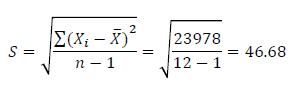 S = √(∑(Xᵢ − X̄)² / (n − 1)) = √(23978 / (12 − 1)) = 46.68